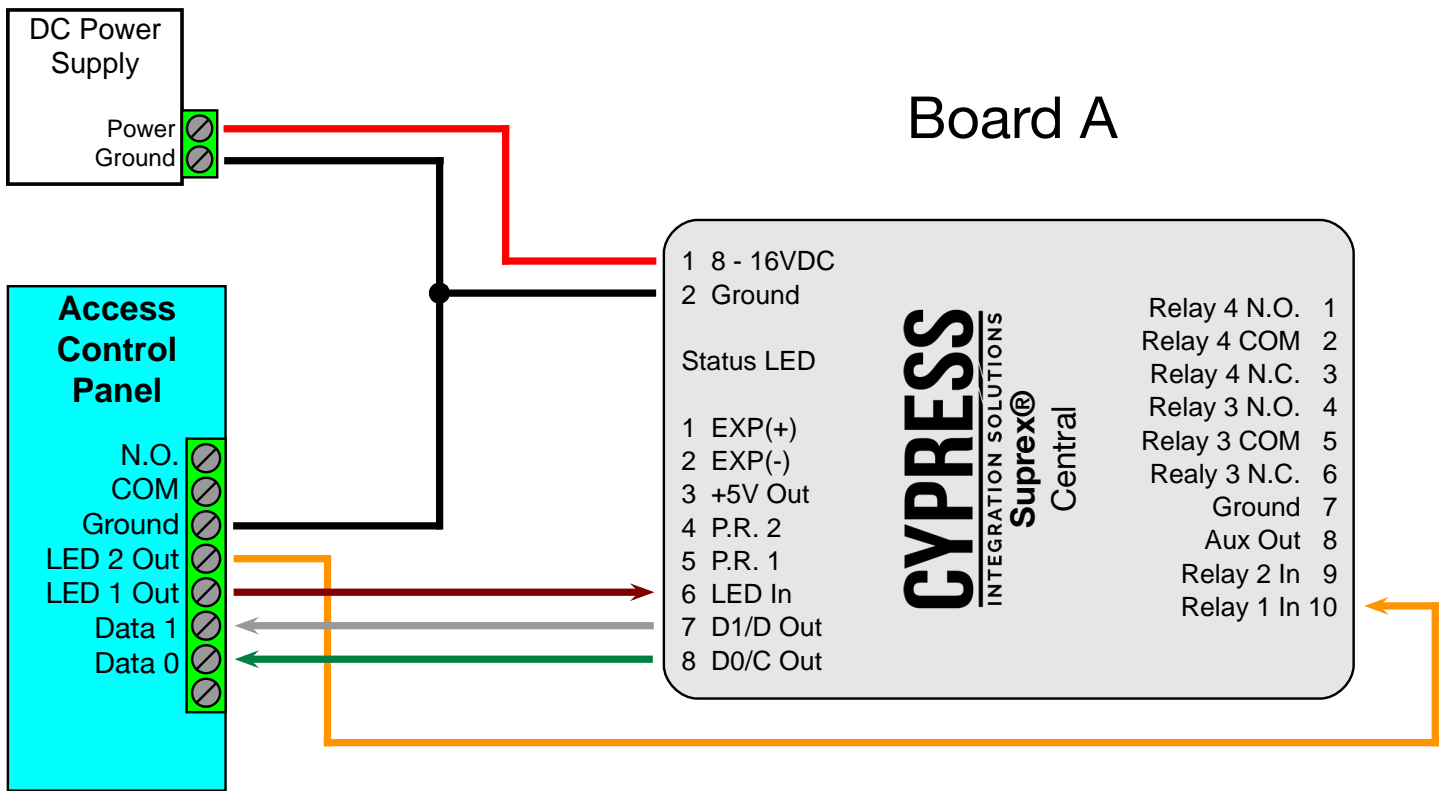 DC Power
Supply
Power
Ground
Board A
Access
Control
Panel
N.O.
COM
Ground
LED 2 Out
LED 1 Out
Data 1
Data 0
1 8 - 16VDC
2 Ground
Status LED
1 EXP(+)
2 EXP(-)
3 +5V Out
4 P.R. 2
5 P.R. 1
6 LED In
7 D1/D Out
8 D0/C Out
CYPRESS
INTEGRATION SOLUTIONS
Suprex®
Central
Relay 4 N.O. 1
Relay 4 COM 2
Relay 4 N.C. 3
Relay 3 N.O. 4
Relay 3 COM 5
Realy 3 N.C. 6
Ground 7
Aux Out 8
Relay 2 In 9
Relay 1 In 10